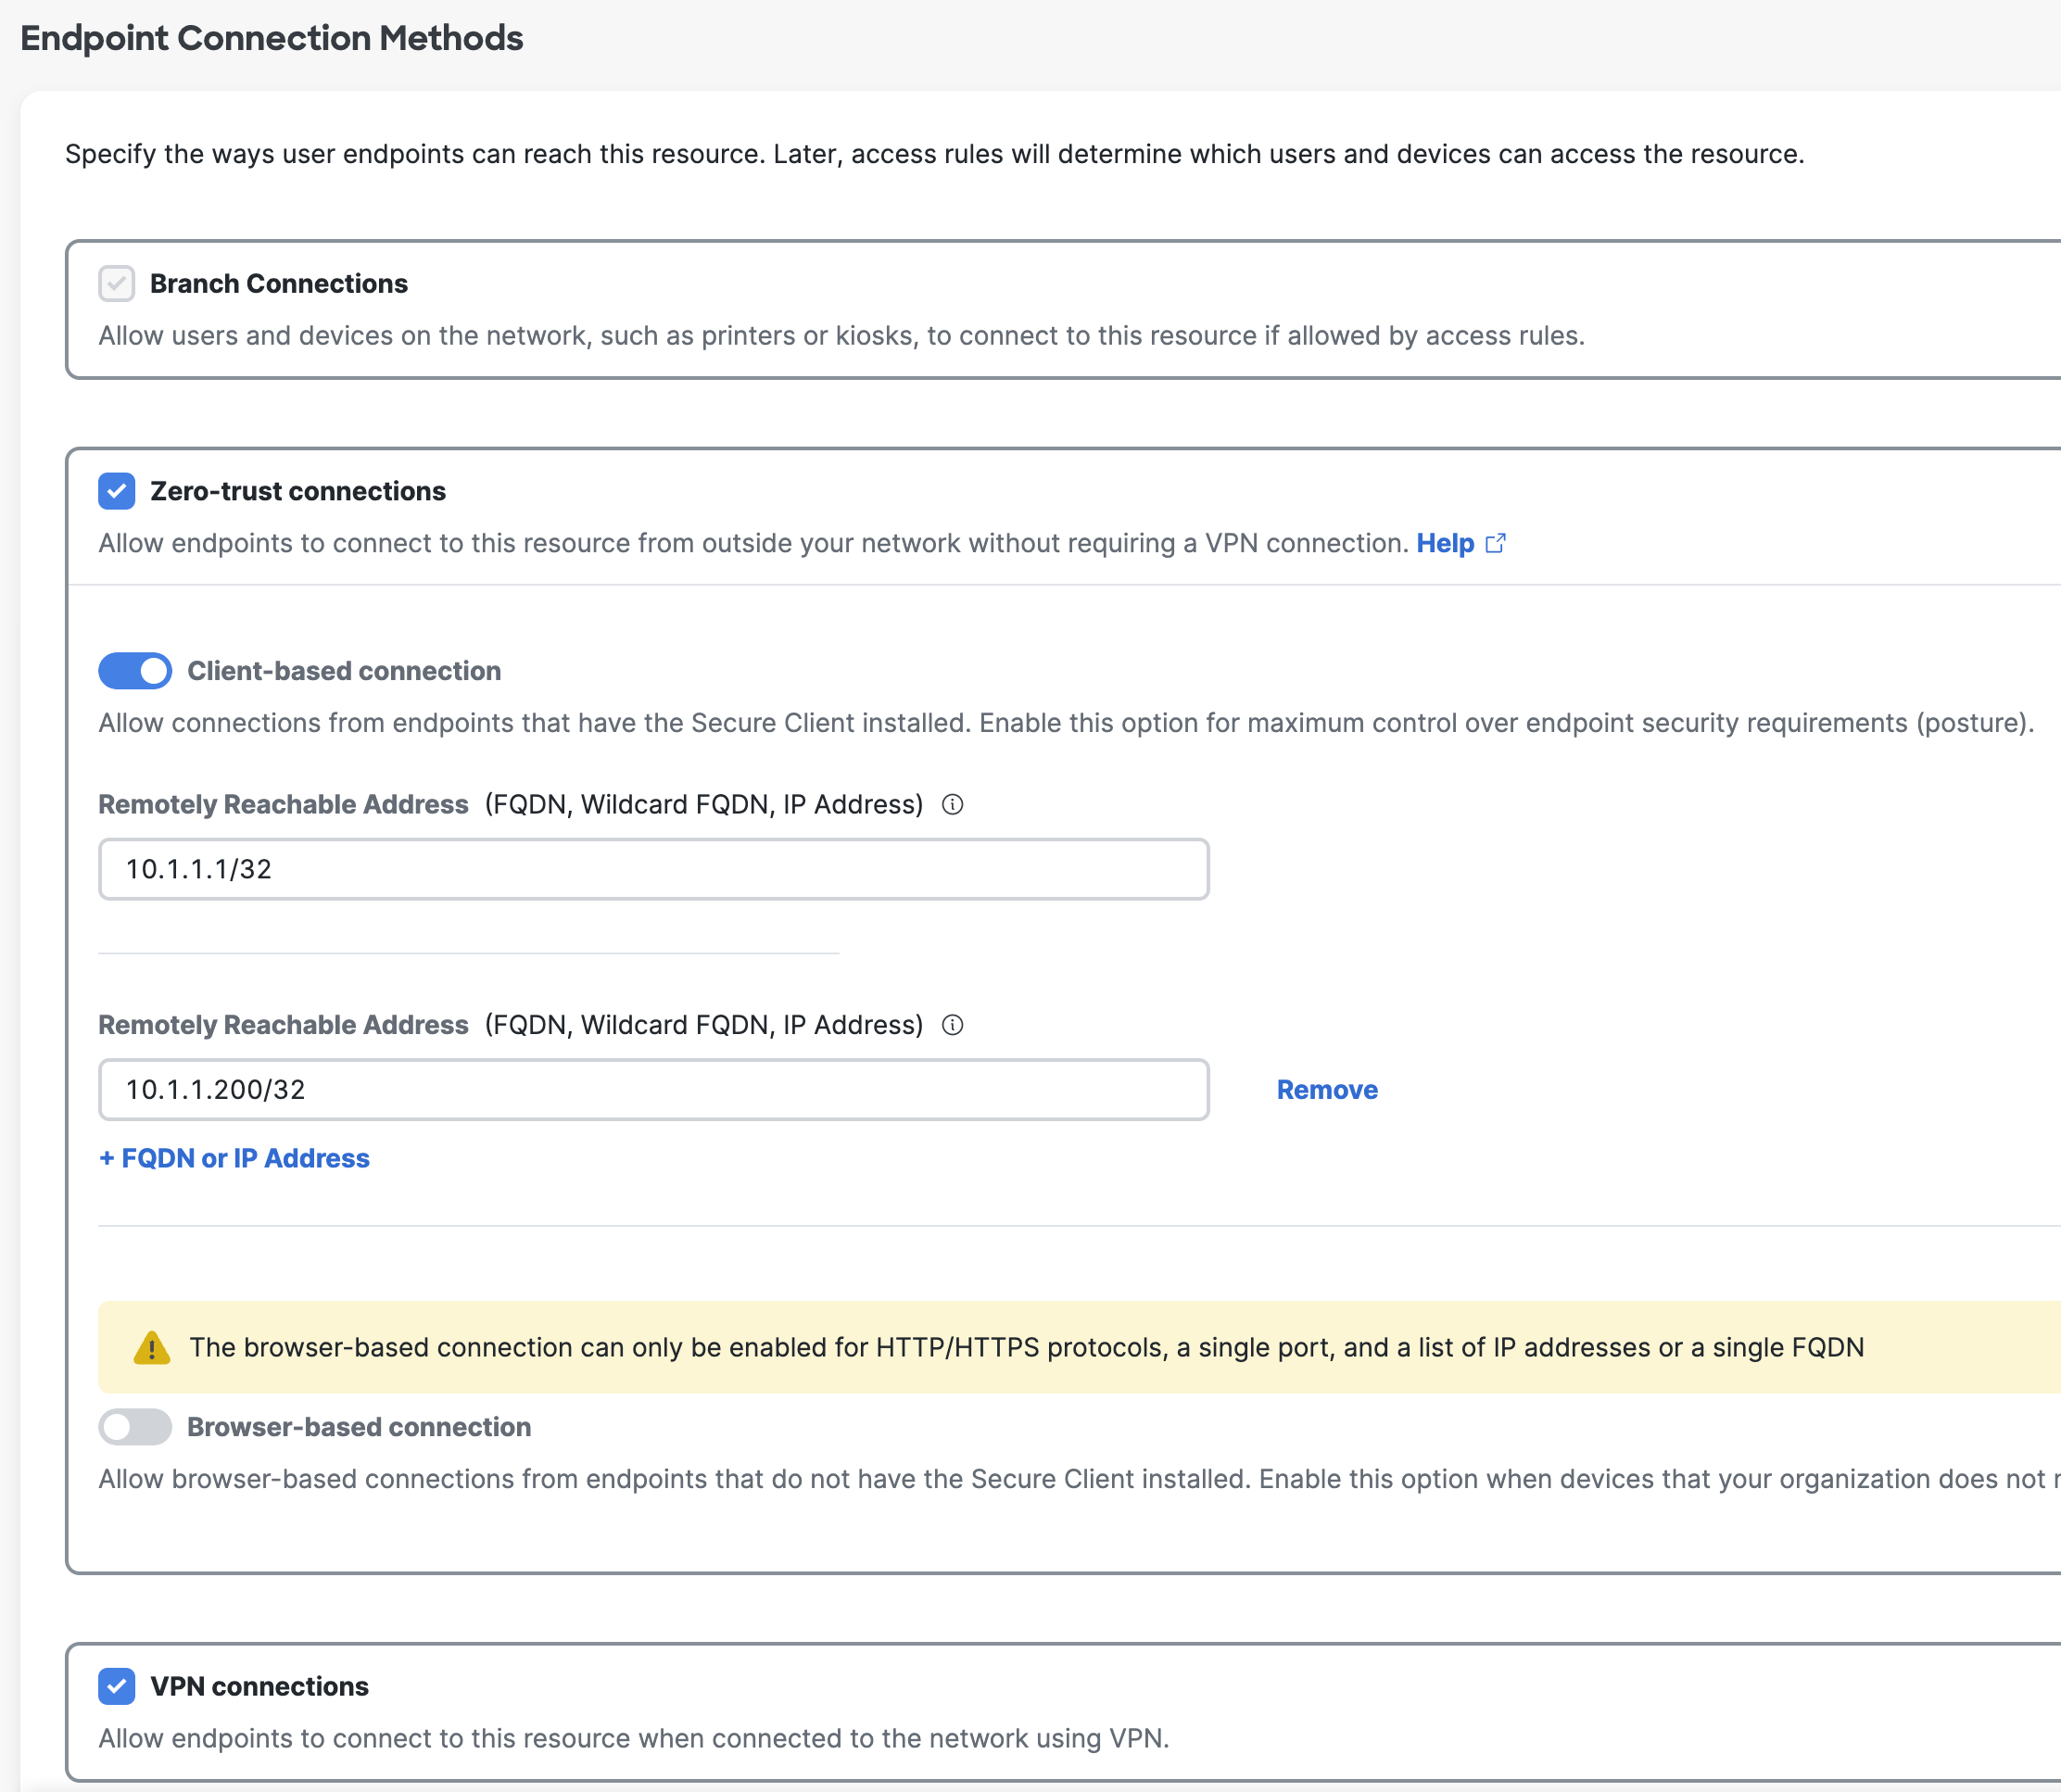 Endpoint Connection Methods
Specify the ways user endpoints can reach this resource. Later, access rules will determine which users and devices can access the resource.
Branch Connections
Allow users and devices on the network, such as printers or kiosks, to connect to this resource if allowed by access rules.
Zero-trust connections
Allow endpoints to connect to this resource from outside your network without requiring a VPN connection. Help
Client-based connection
Allow connections from endpoints that have the Secure Client installed. Enable this option for maximum control over endpoint security requirements (posture).
Remotely Reachable Address (FQDN, Wildcard FQDN, IP Address)
10.1.1.1/32
Remotely Reachable Address (FQDN, Wildcard FQDN, IP Address)
10.1.1.200/32
Remove
+ FQDN or IP Address
The browser-based connection can only be enabled for HTTP/HTTPS protocols, a single port, and a list of IP addresses or a single FQDN
Browser-based connection
Allow browser-based connections from endpoints that do not have the Secure Client installed. Enable this option when devices that your organization does not
VPN connections
Allow endpoints to connect to this resource when connected to the network using VPN.